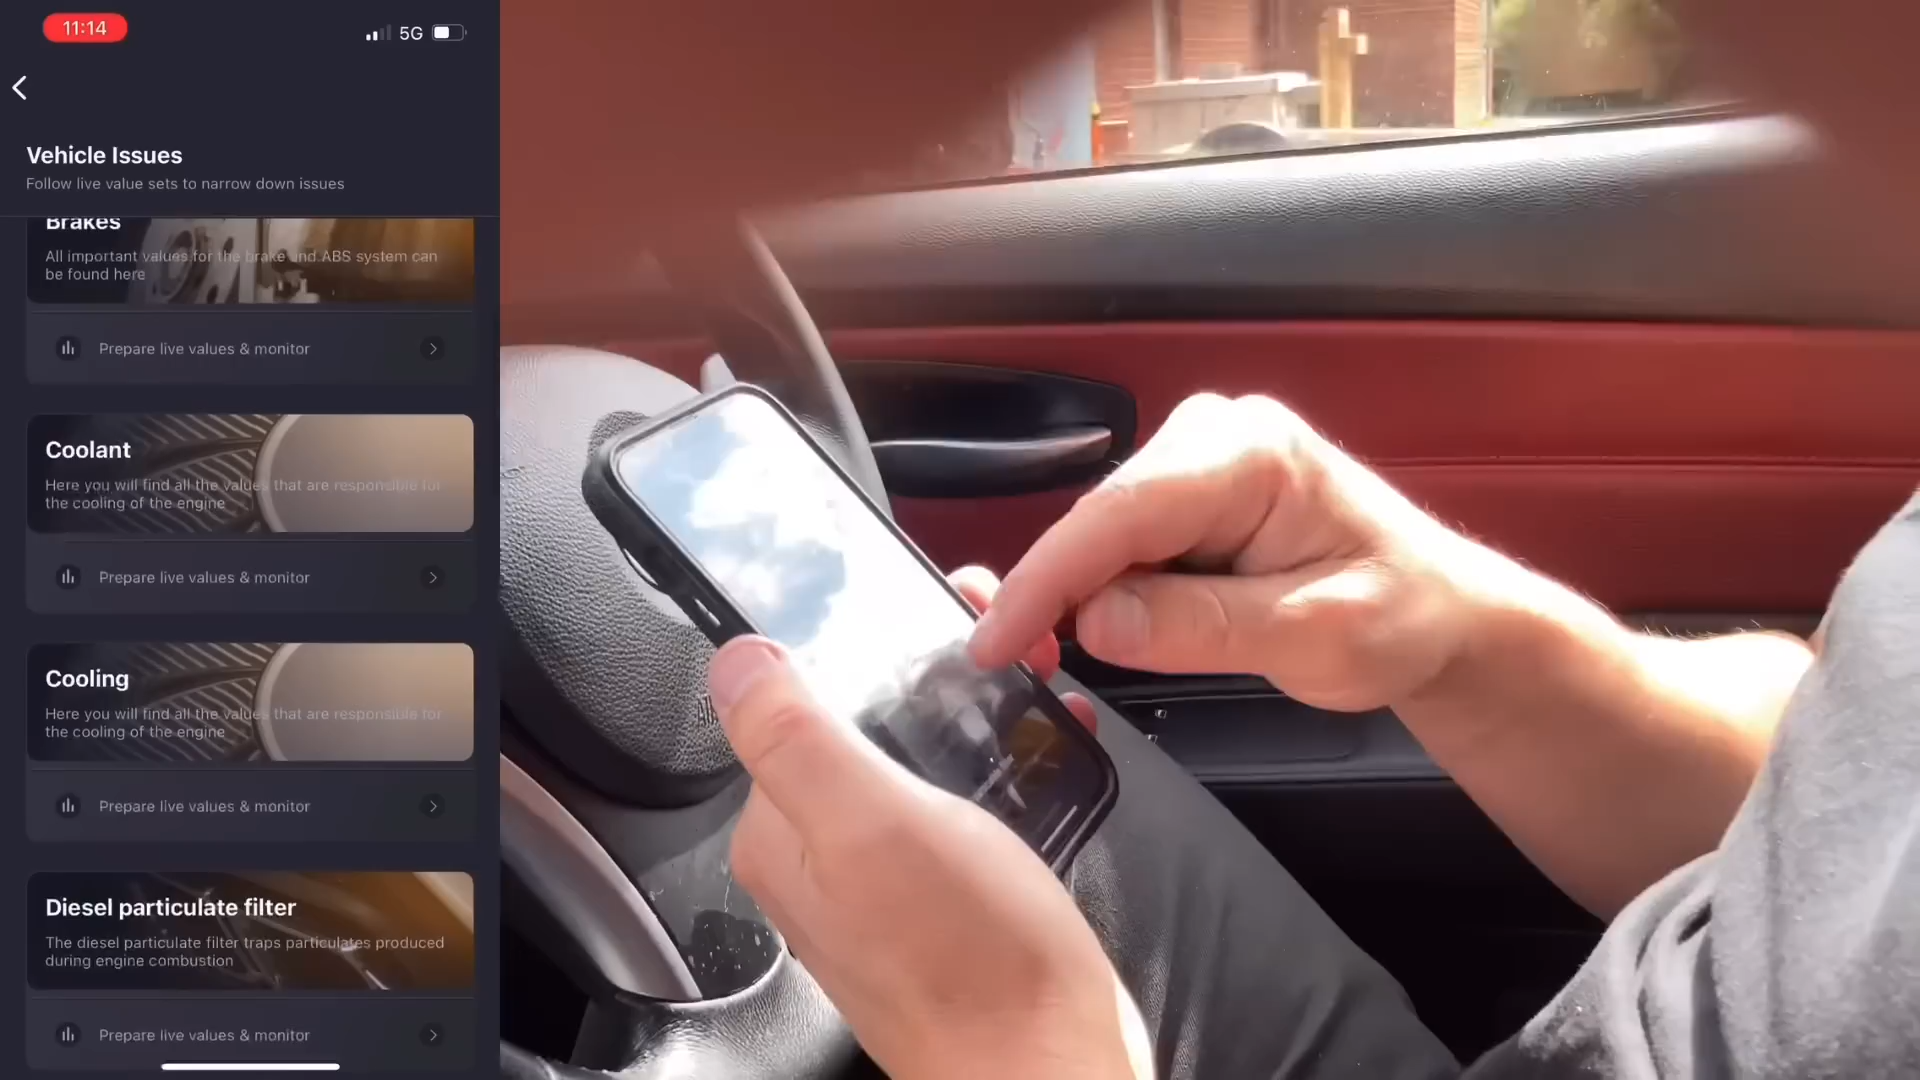 11:14
5G
Vehicle Issues
Follow live value sets to narrow down issues
Brakes
All important values for the brake and ABS system can
be found here
Prepare live values & monitor
Coolant
Here you will find all the values that are responsible for
the cooling of the engine
Prepare live values & monitor
Cooling
Here you will find all the values that are responsible for
the cooling of the engine
Prepare live values & monitor
Diesel particulate filter
The diesel particulate filter traps particulates produced
during engine combustion
Prepare live values & monitor